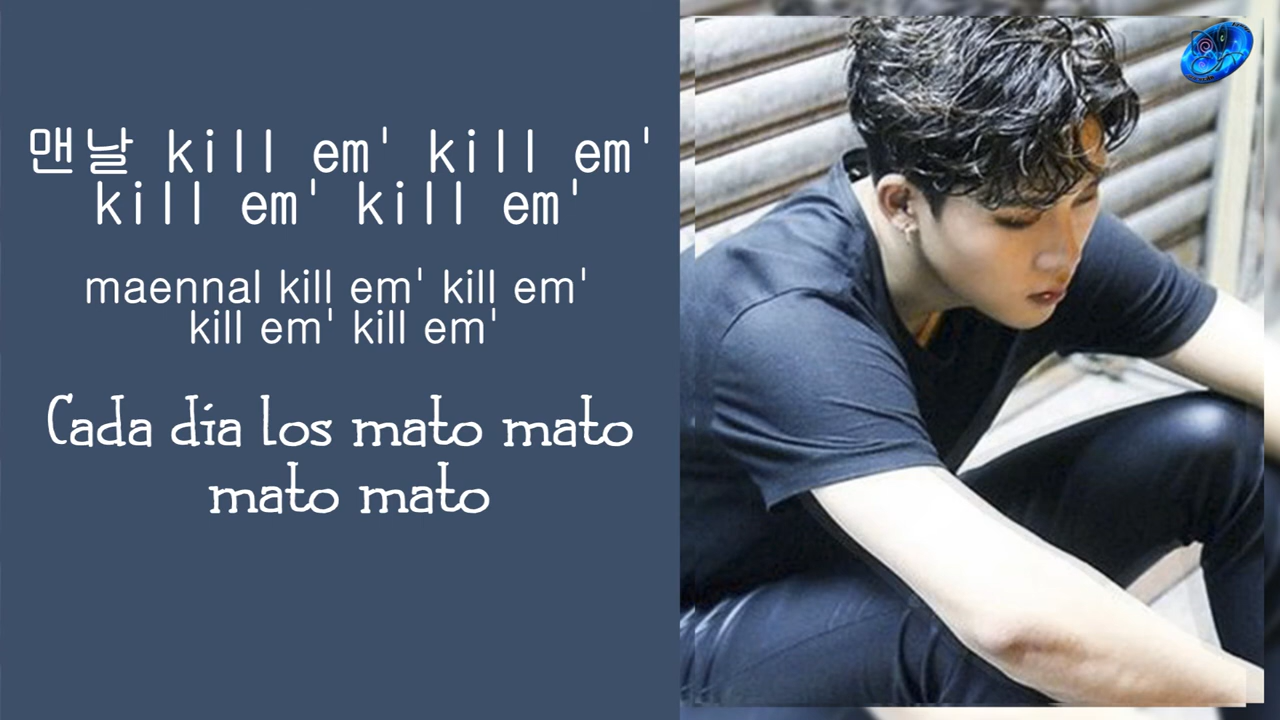 맨날 kill em' kill em'
kill em' kill em'
maennal kill em' kill em'
kill em' kill em'
Cada día los mato mato
mato mato